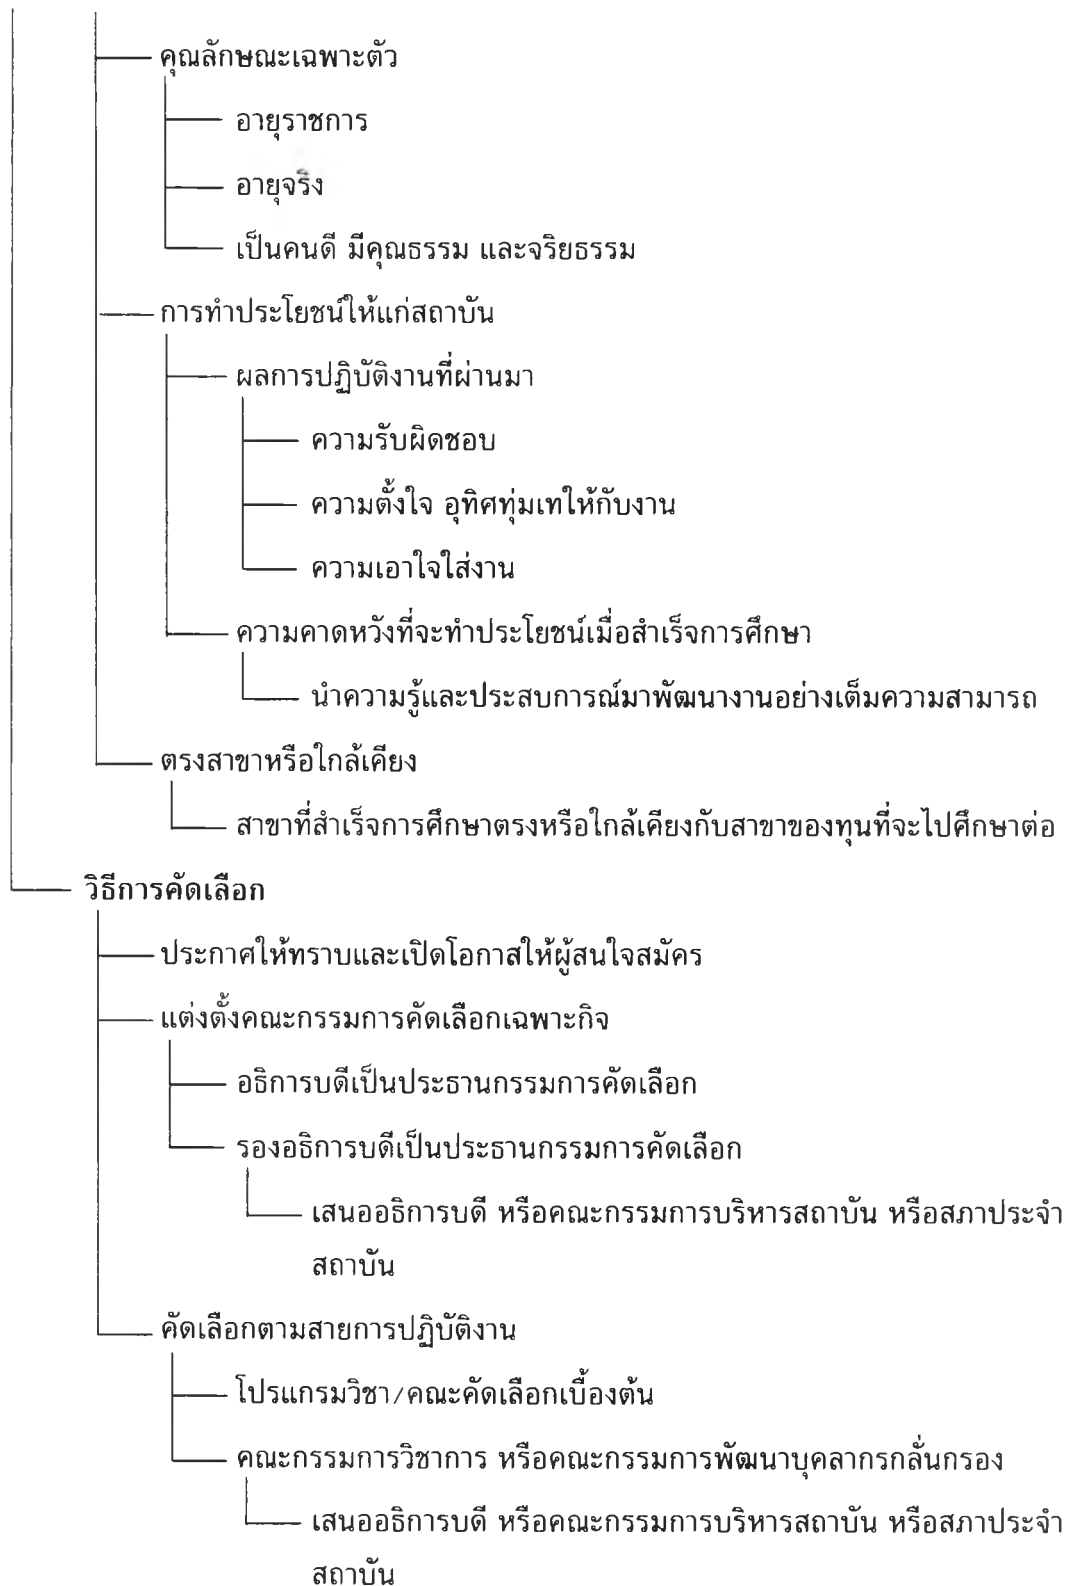 คุณลักษณะเฉพาะตัว
อายุราชการ
อายุจริง
เป็นคนดี มีคุณธรรม และจริยธรรม
การทำประโยชน์ให้แก่สถาบัน
ผลการปฏิบัติงานที่ผ่านมา
ความรับผิดชอบ
ความตั้งใจ อุทิศทุ่มเทให้กับงาน
ความเอาใจใส่งาน
ความคาดหวังที่จะทำประโยชน์เมื่อสำเร็จการศึกษา
นำความรู้และประสบการณ์มาพัฒนางานอย่างเต็มความสามารถ
ตรงสาขาหรือใกล้เคียง
สาขาที่สำเร็จการศึกษาตรงหรือใกล้เคียงกับสาขาของทุนที่จะไปศึกษาต่อ
วิธีการคัดเลือก
ประกาศให้ทราบและเปิดโอกาสให้ผู้สนใจสมัคร
แต่งตั้งคณะกรรมการคัดเลือกเฉพาะกิจ
อธิการบดีเป็นประธานกรรมการคัดเลือก
รองอธิการบดีเป็นประธานกรรมการคัดเลือก
เสนออธิการบดี หรือคณะกรรมการบริหารสถาบัน หรือสภาประจำ
สถาบัน
คัดเลือกตามสายการปฏิบัติงาน
โปรแกรมวิชา/คณะคัดเลือกเบื้องต้น
คณะกรรมการวิชาการ หรือคณะกรรมการพัฒนาบุคลากรกลั่นกรอง
เสนออธิการบดี หรือคณะกรรมการบริหารสถาบัน หรือสภาประจำ
สถาบัน